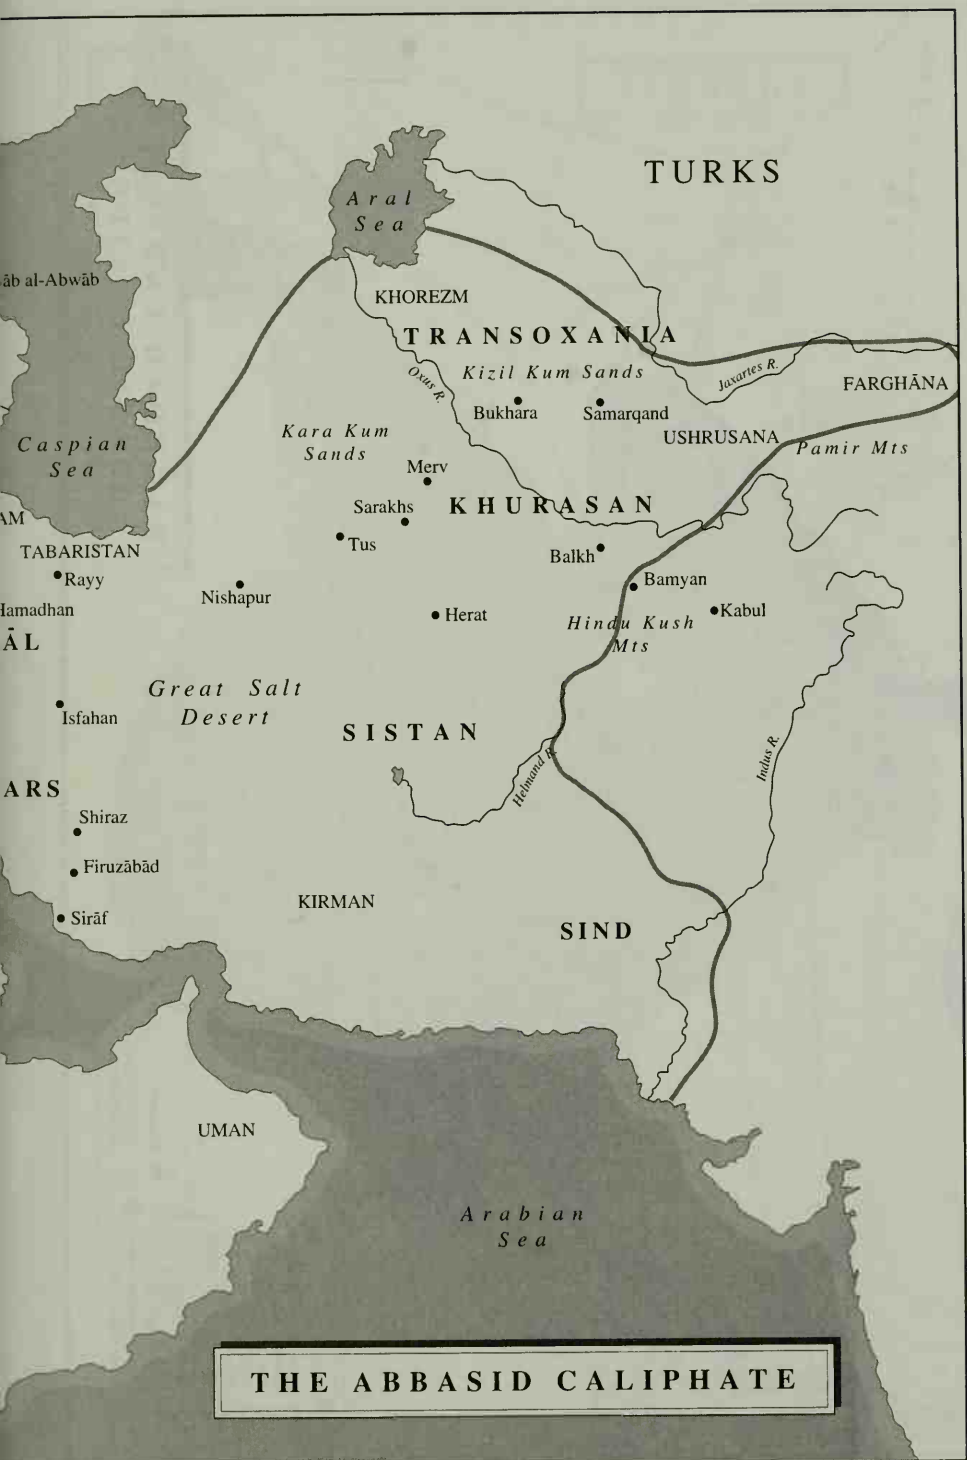 TURKS
Aral
Sea
āb al-Abwāb
KHOREZM
TRANSOXANIA
Oxus R.
Kizil Kum Sands
Jaxartes R.
FARGHĀNA
Bukhara
Samarqand
Kara Kum
Sands
USHRUSANA
Pamir Mts
Caspian
Sea
Merv
Sarakhs
KHURASAN
AM
Tus
TABARISTAN
Balkh
Rayy
Bamyan
Nishapur
Hamadhan
Kabul
Herat
Hindu Kush
Mts
ĀL
Great Salt
Desert
Isfahan
SISTAN
Helmand R.
Indus R.
ARS
Shiraz
Firuzābād
KIRMAN
Sirāf
SIND
UMAN
Arabian
Sea
THE ABBASID CALIPHATE